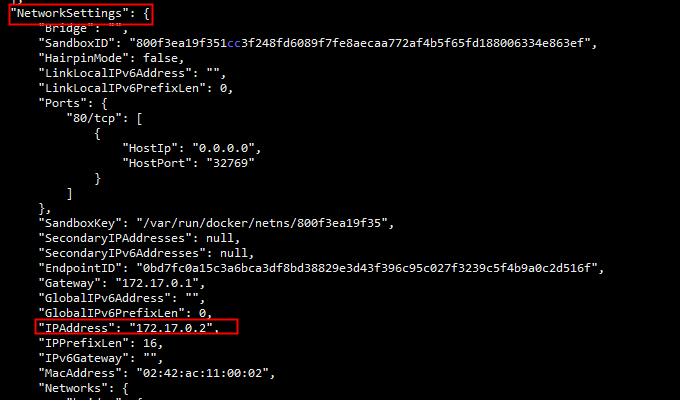 ],
"NetworkSettings": {
"Bridge": "",
"SandboxID": "800f3ea19f351cc3f248fd6089f7fe8aecaa772af4b5f65fd188006334e863ef",
"HairpinMode": false,
"LinkLocalIPv6Address": "",
"LinkLocalIPv6PrefixLen": 0,
"Ports": {
"80/tcp": [
{
"HostIp": "0.0.0.0",
"HostPort": "32769"
}
]
},
"SandboxKey": "/var/run/docker/netns/800f3ea19f35",
"SecondaryIPAddresses": null,
"SecondaryIPv6Addresses": null,
"EndpointID": "0bd7fc0a15c3a6bca3df8bd38829e3d43f396c95c027f3239c5f4b9a0c2d516f",
"Gateway": "172.17.0.1",
"GlobalIPv6Address": "",
"GlobalIPv6PrefixLen": 0,
"IPAddress": "172.17.0.2",
"IPPrefixLen": 16,
"IPv6Gateway": "",
"MacAddress": "02:42:ac:11:00:02",
"Networks": {